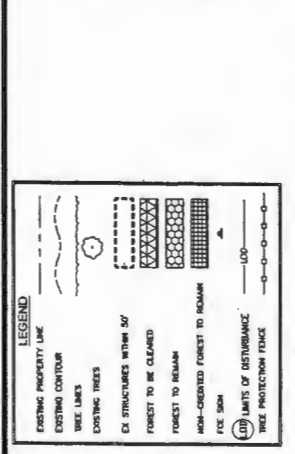 LEGEND
EXISTING PROPERTY LINE
EXISTING CONTOUR
TREE LINES
EXISTING TREES
EX STRUCTURES WITHIN 50'
FOREST TO BE CLEARED
FOREST TO REMAIN
NON-CREDITED FOREST TO REMAIN
FCE SIGN
LOD LIMITS OF DISTURBANCE LOD
TREE PROTECTION FENCE